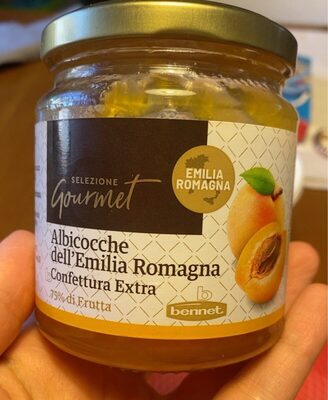 SELEZIONE
Gourmet
EMILIA
ROMAGNA
Albicocche
dell'Emilia Romagna
Confettura Extra
75% di Frutta
b
bennet